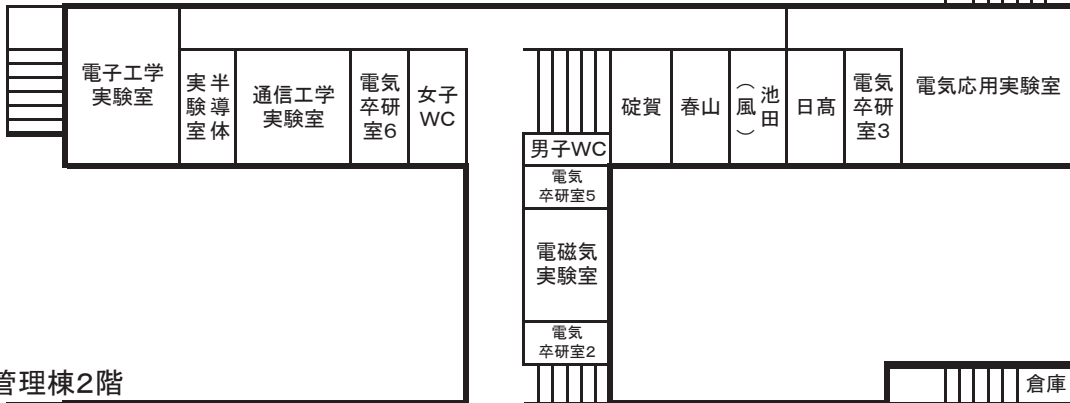 電子工学
実験室
半導体
実験室
通信工学
実験室
電気
卒研
室6
女子
WC
碇賀
春山
池田
（風）
日髙
電気
卒研
室3
電気応用実験室
男子WC
電気
卒研室5
電磁気
実験室
電気
卒研室2
管理棟2階
倉庫